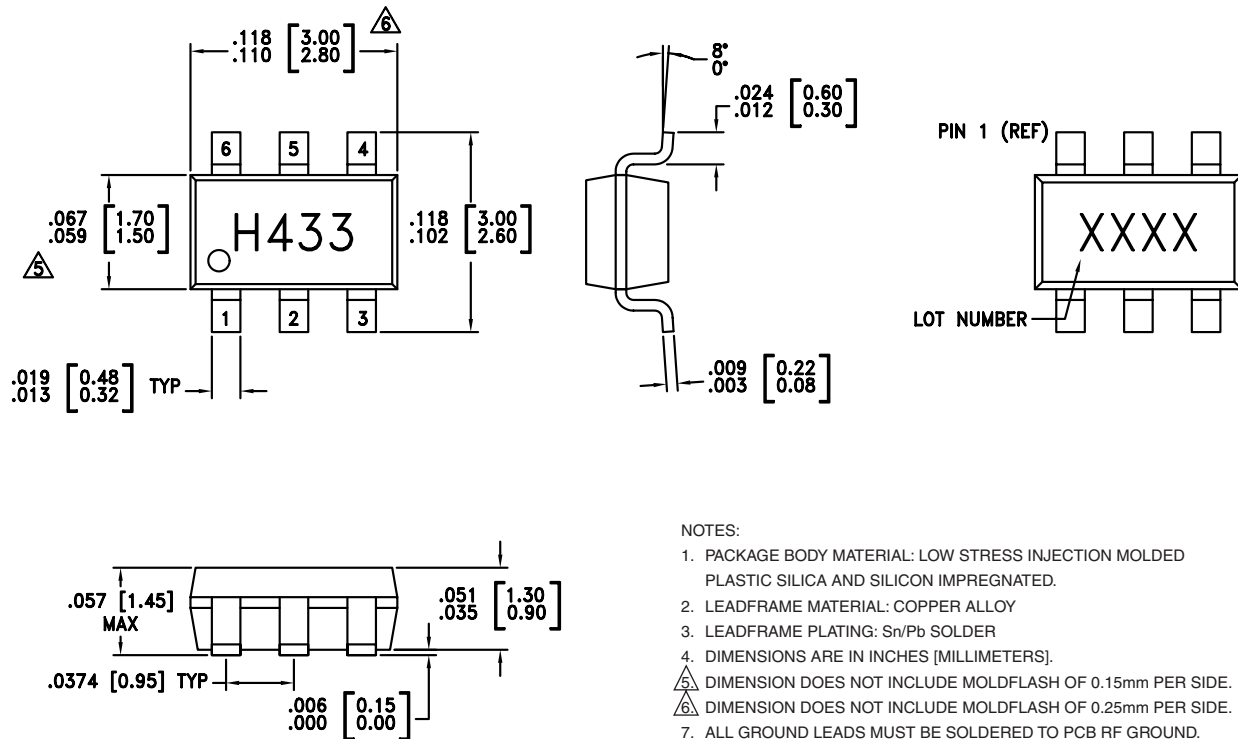 .118 [3.00]
.110 [2.80]
6
8°
0°
.024 [0.60]
.012 [0.30]
PIN 1 (REF)
6 5 4
.067 [1.70]
.059 [1.50]
5
H433
.118 [3.00]
.102 [2.60]
XXXX
LOT NUMBER
1 2 3
.019 [0.48]
.013 [0.32]
TYP
.009 [0.22]
.003 [0.08]
.057 [1.45]
MAX
.051 [1.30]
.035 [0.90]
.0374 [0.95] TYP
.006 [0.15]
.000 [0.00]
NOTES:
1. PACKAGE BODY MATERIAL: LOW STRESS INJECTION MOLDED
PLASTIC SILICA AND SILICON IMPREGNATED.
2. LEADFRAME MATERIAL: COPPER ALLOY
3. LEADFRAME PLATING: Sn/Pb SOLDER
4. DIMENSIONS ARE IN INCHES [MILLIMETERS].
5. DIMENSION DOES NOT INCLUDE MOLDFLASH OF 0.15mm PER SIDE.
6. DIMENSION DOES NOT INCLUDE MOLDFLASH OF 0.25mm PER SIDE.
7. ALL GROUND LEADS MUST BE SOLDERED TO PCB RF GROUND.